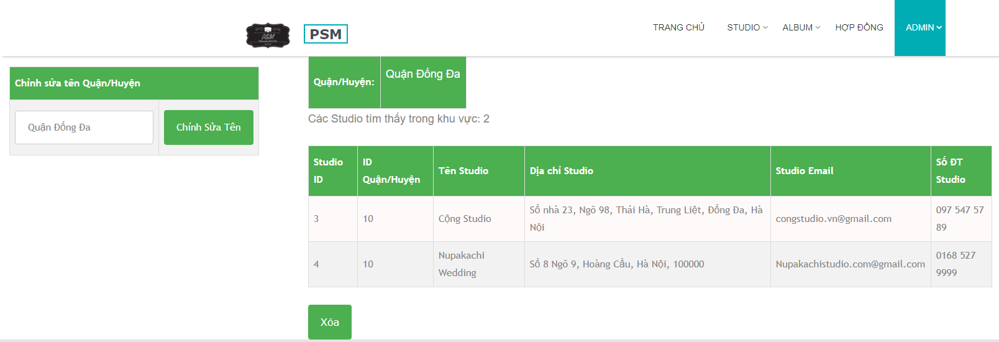 PSM
PSM
TRANG CHỦ
STUDIO
ALBUM
HỢP ĐỒNG
ADMIN
Chỉnh sửa tên Quận/Huyện
Quận Đống Đa
Chính Sửa Tên
Quận/Huyện:
Quận Đống Đa
Các Studio tìm thấy trong khu vực: 2
Studio
ID
ID
Quận/Huyện
Tên Studio
Địa chỉ Studio
Studio Email
Số ĐT
Studio
3
10
Cộng Studio
Số nhà 23, Ngõ 98, Thái Hà, Trung Liệt, Đống Đa, Hà
Nội
congstudio.vn@gmail.com
097 547 57
89
4
10
Nupakachi
Wedding
Số 8 Ngõ 9, Hoàng Cầu, Hà Nội, 100000
Nupakachistudio.com@gmail.com
0168 527
9999
Xóa